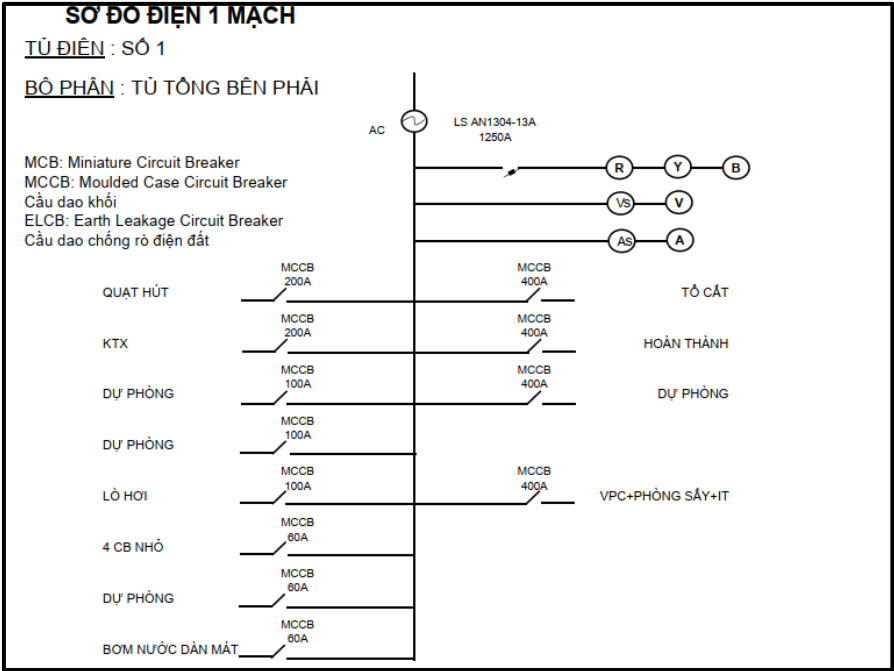 SƠ ĐỒ ĐIỆN 1 MẠCH
TỦ ĐIỆN : SỐ 1
BỘ PHẬN : TỦ TỔNG BÊN PHẢI
AC
LS AN1304-13A
1250A
MCB: Miniature Circuit Breaker
MCCB: Moulded Case Circuit Breaker
Cầu dao khối
ELCB: Earth Leakage Circuit Breaker
Cầu dao chống rò điện đất
R Y B
VS V
AS A
QUẠT HÚT
MCCB
200A
MCCB
400A
TỔ CẮT
KTX
MCCB
200A
MCCB
400A
HOÀN THÀNH
DỰ PHÒNG
MCCB
100A
MCCB
400A
DỰ PHÒNG
DỰ PHÒNG
MCCB
100A
LÒ HƠI
MCCB
100A
MCCB
400A
VPC+PHÒNG SẤY+IT
4 CB NHỎ
MCCB
60A
DỰ PHÒNG
MCCB
60A
BƠM NƯỚC DÀN MÁT
MCCB
60A